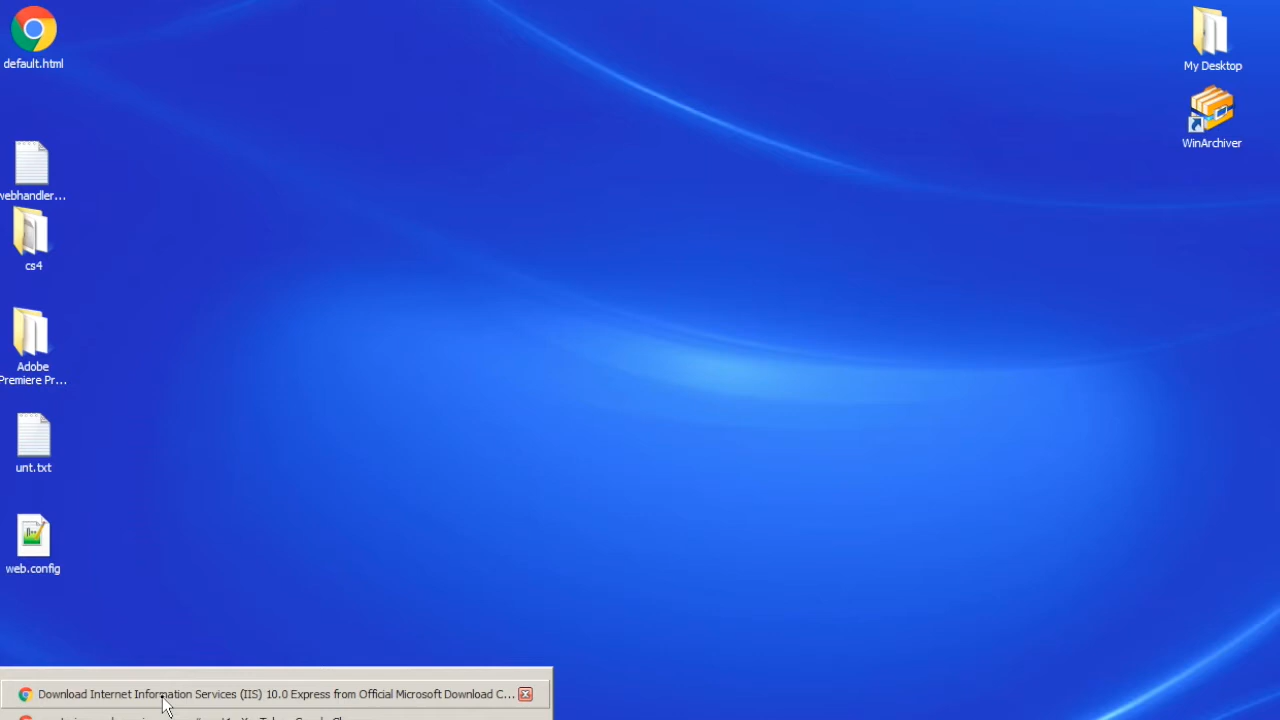 default.html
My Desktop
WinArchiver
webhandler...
cs4
Adobe
Premiere Pr...
unt.txt
web.config
Download Internet Information Services (IIS) 10.0 Express from Official Microsoft Download C...